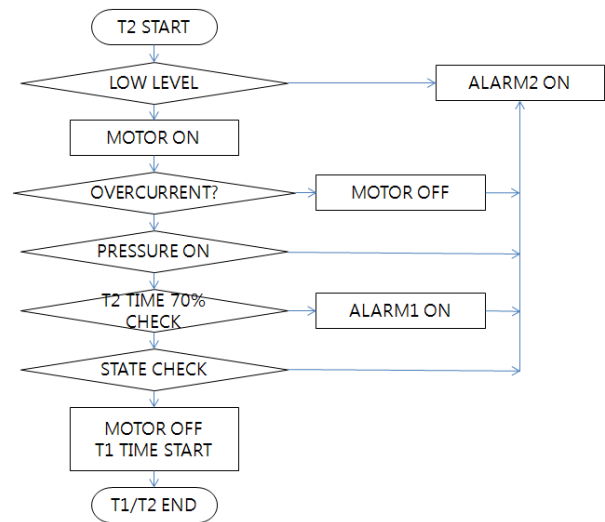 T2 START
LOW LEVEL
ALARM2 ON
MOTOR ON
OVERCURRENT?
MOTOR OFF
PRESSURE ON
T2 TIME 70%
CHECK
ALARM1 ON
STATE CHECK
MOTOR OFF
T1 TIME START
T1/T2 END